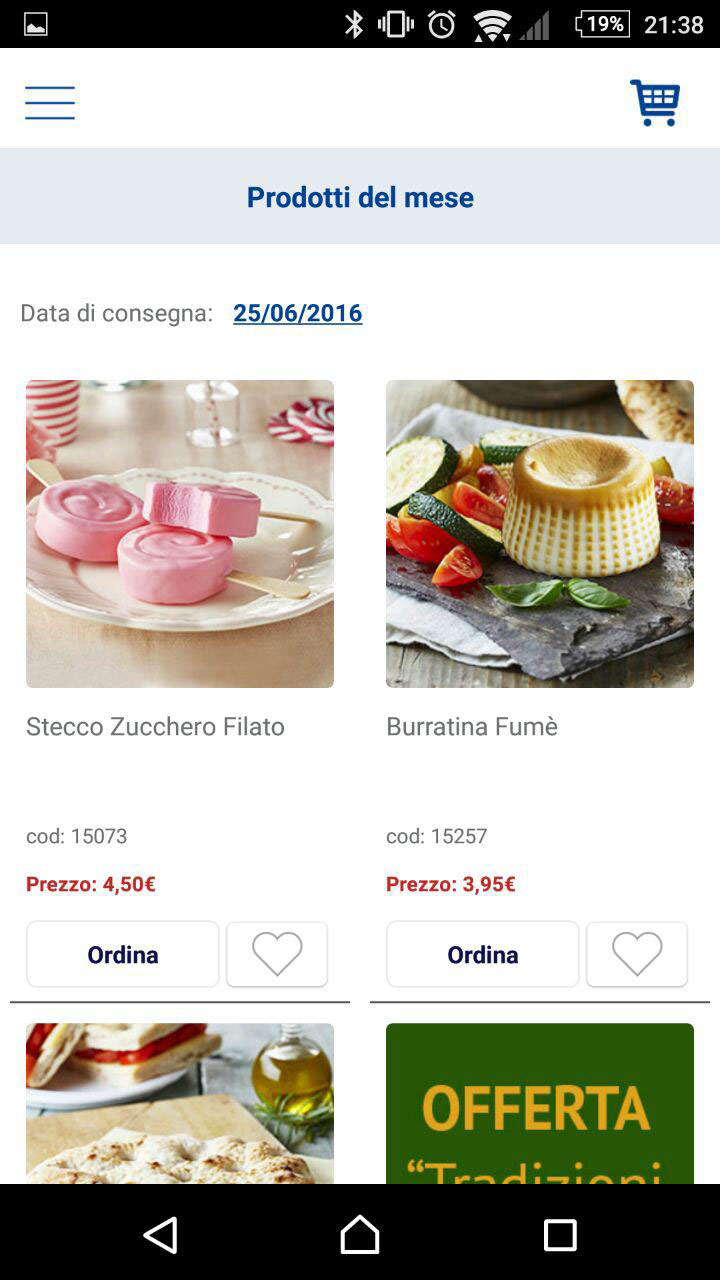 19% 21:38
Prodotti del mese
Data di consegna: 25/06/2016
Stecco Zucchero Filato
cod: 15073
Prezzo: 4,50€
Ordina
Burratina Fumè
cod: 15257
Prezzo: 3,95€
Ordina
OFFERTA
“Tradizioni